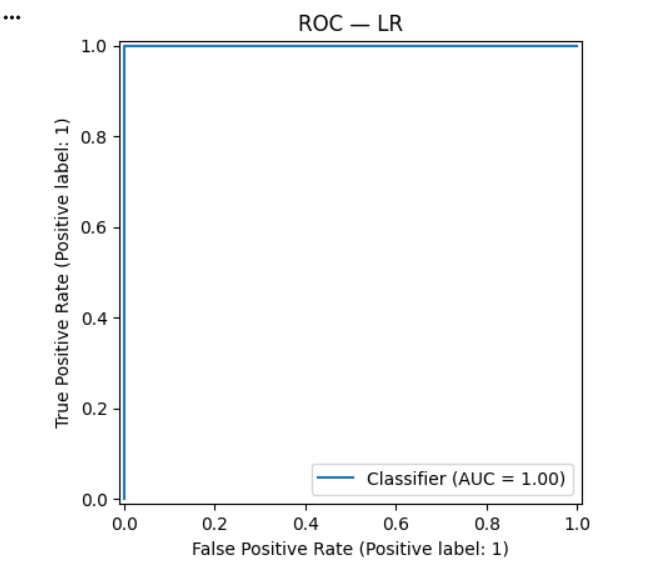 ...
ROC — LR
True Positive Rate (Positive label: 1)
1.0
0.8
0.6
0.4
0.2
0.0
Classifier (AUC = 1.00)
0.0 0.2 0.4 0.6 0.8 1.0
False Positive Rate (Positive label: 1)